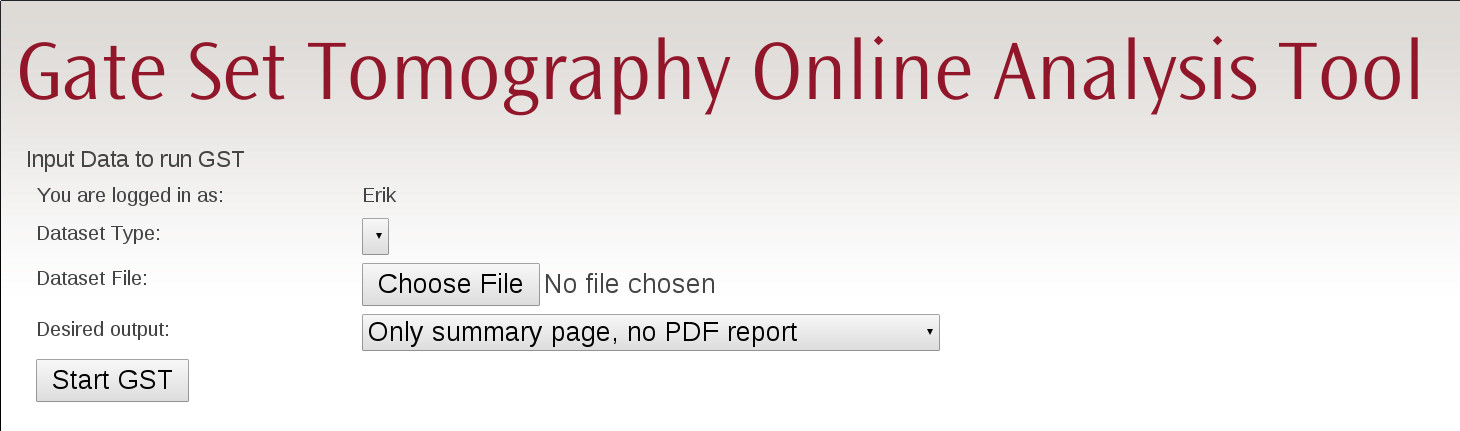 Gate Set Tomography Online Analysis Tool
Input Data to run GST
You are logged in as: Erik
Dataset Type:
Dataset File: Choose File No file chosen
Desired output: Only summary page, no PDF report
Start GST